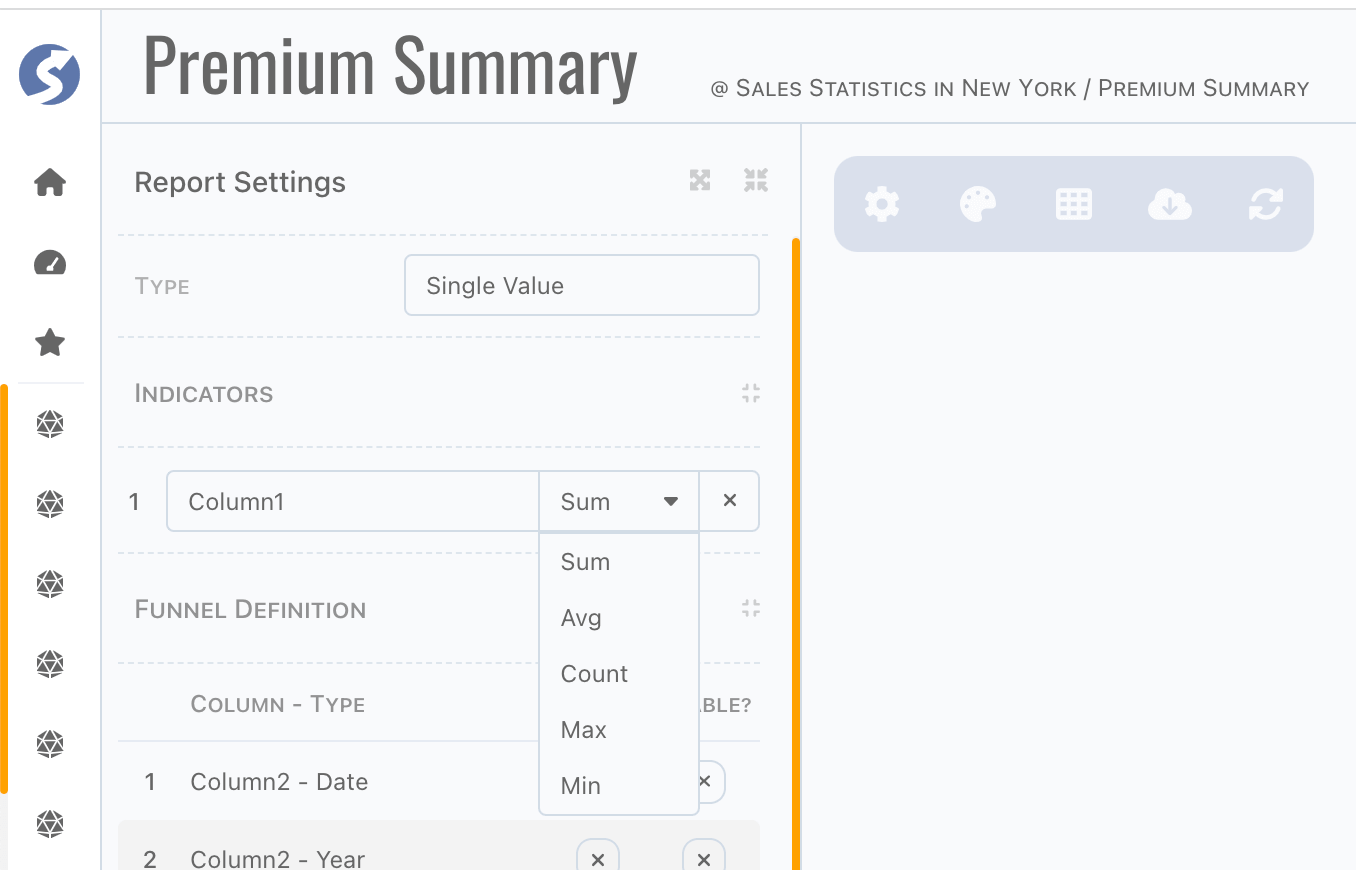 Premium Summary
@ Sales Statistics in New York / Premium Summary
Report Settings
Type
Single Value
Indicators
1 Column1 Sum ×
Sum
Avg
Count
Max
Min
Funnel Definition
Column - Type
1 Column2 - Date ×
2 Column2 - Year × ×